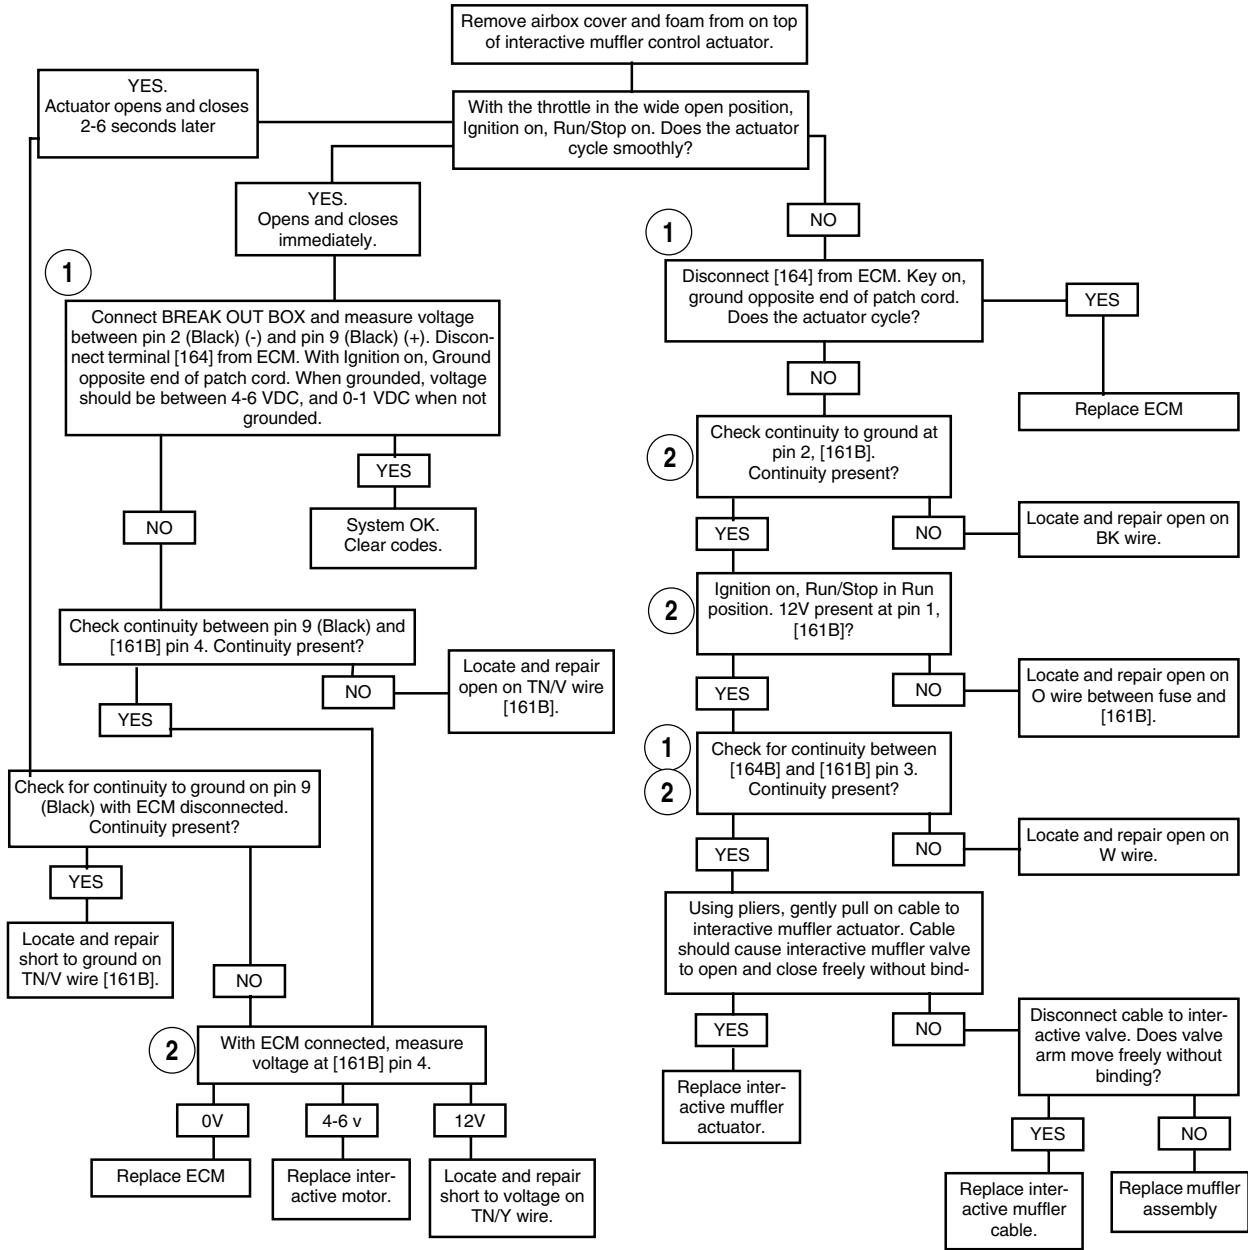 Remove airbox cover and foam from on top
of interactive muffler control actuator.
YES.
Actuator opens and closes
2-6 seconds later
With the throttle in the wide open position,
Ignition on, Run/Stop on. Does the actuator
cycle smoothly?
YES.
Opens and closes
immediately.
NO
1
Connect BREAK OUT BOX and measure voltage
between pin 2 (Black) (-) and pin 9 (Black) (+). Discon-
nect terminal [164] from ECM. With Ignition on, Ground
opposite end of patch cord. When grounded, voltage
should be between 4-6 VDC, and 0-1 VDC when not
grounded.
NO
YES
System OK.
Clear codes.
Check continuity between pin 9 (Black) and
[161B] pin 4. Continuity present?
YES
NO
Locate and repair
open on TN/V wire
[161B].
Check for continuity to ground on pin 9
(Black) with ECM disconnected.
Continuity present?
YES
Locate and repair
short to ground on
TN/V wire [161B].
NO
2
With ECM connected, measure
voltage at [161B] pin 4.
0V
4-6 v
12V
Replace ECM
Replace inter-
active motor.
Locate and repair
short to voltage on
TN/Y wire.
1
Disconnect [164] from ECM. Key on,
ground opposite end of patch cord.
Does the actuator cycle?
YES
Replace ECM
NO
2
Check continuity to ground at
pin 2, [161B].
Continuity present?
YES
NO
Locate and repair open on
BK wire.
2
Ignition on, Run/Stop in Run
position. 12V present at pin 1,
[161B]?
YES
NO
Locate and repair open on
O wire between fuse and
[161B].
1
2
Check for continuity between
[164B] and [161B] pin 3.
Continuity present?
YES
NO
Locate and repair open on
W wire.
Using pliers, gently pull on cable to
interactive muffler actuator. Cable
should cause interactive muffler valve
to open and close freely without bind-
YES
NO
Replace inter-
active muffler
actuator.
Disconnect cable to inter-
active valve. Does valve
arm move freely without
binding?
YES
NO
Replace inter-
active muffler
cable.
Replace muffler
assembly